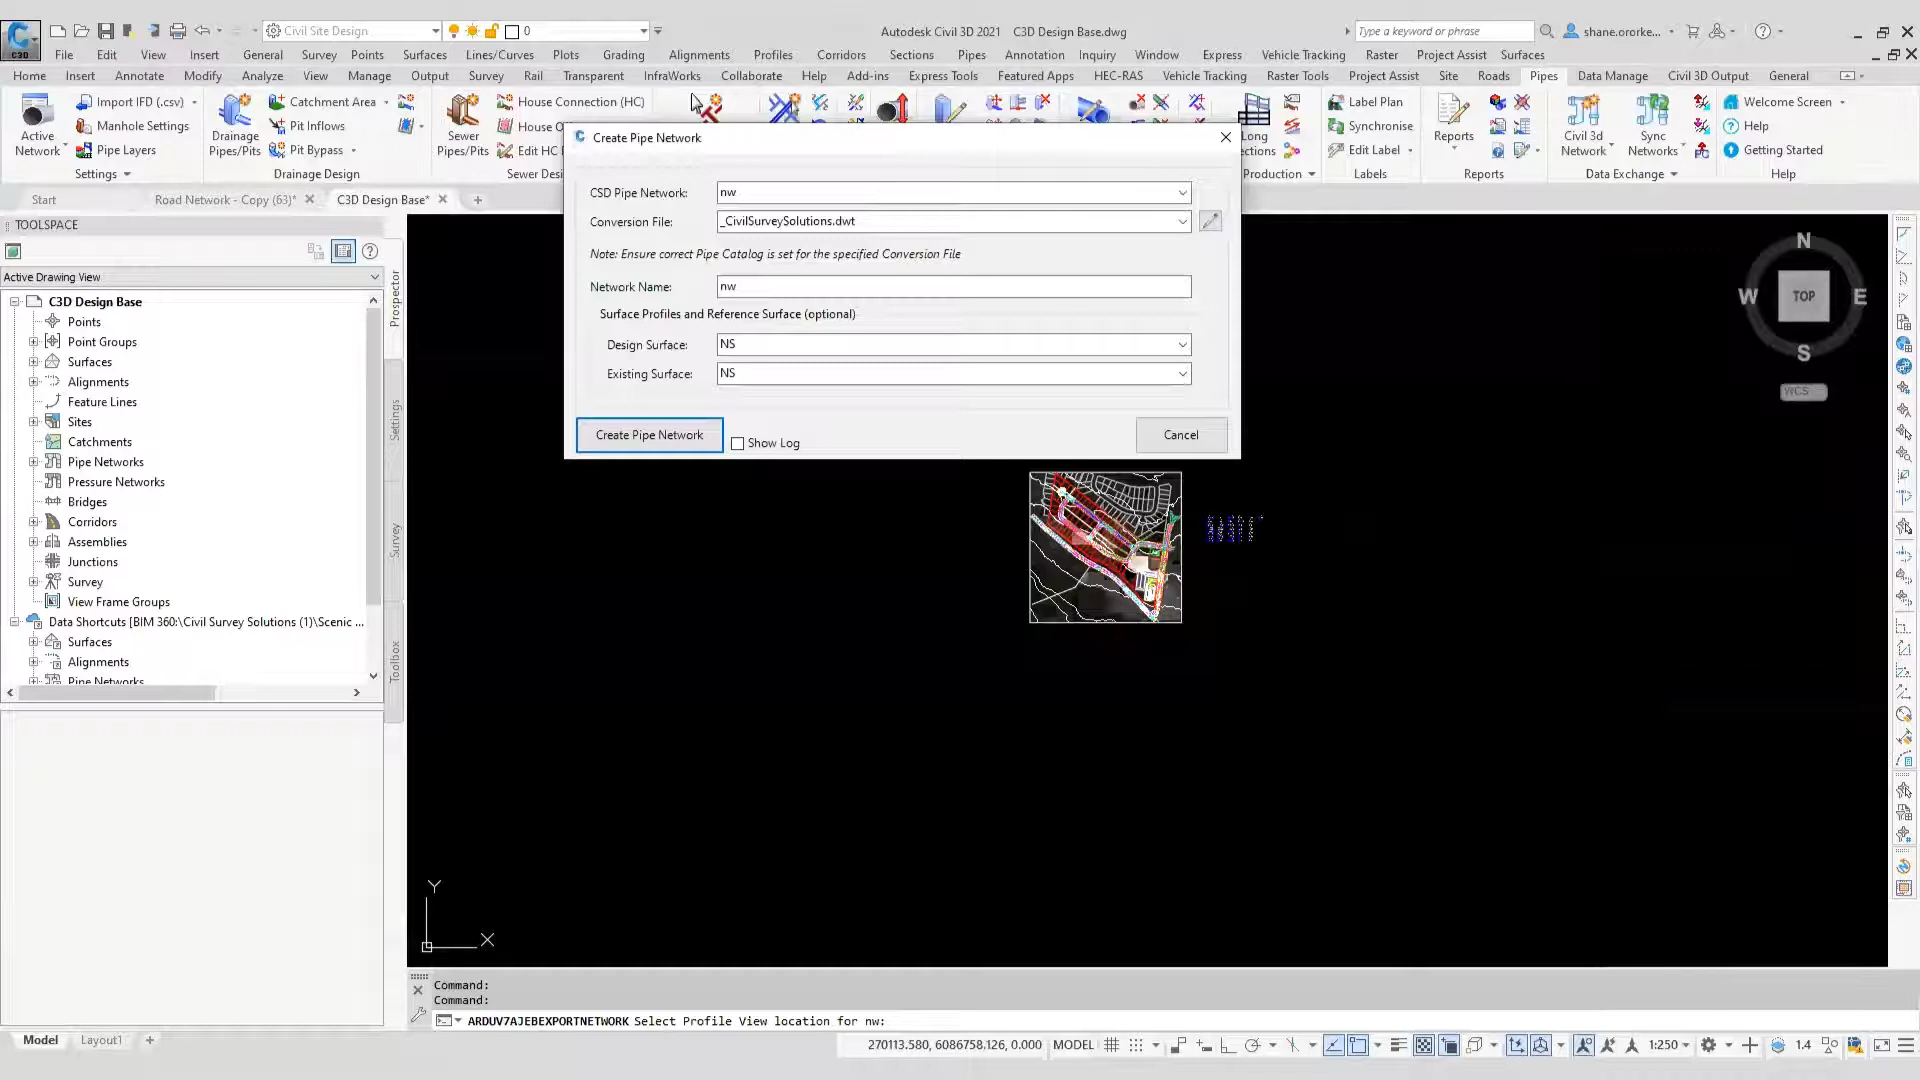 Civil Site Design
0
Autodesk Civil 3D 2021 C3D Design Base.dwg
Type a keyword or phrase
shane.ororke...
C3D
File Edit View Insert General Survey Points Surfaces Lines/Curves Plots Grading Alignments Profiles Corridors Sections Pipes Annotation Inquiry Window Express Vehicle Tracking Raster Project Assist Surfaces
Home Insert Annotate Modify Analyze View Manage Output Survey Rail Transparent InfraWorks Collaborate Help Add-ins Express Tools Featured Apps HEC-RAS Vehicle Tracking Raster Tools Project Assist Site Roads Pipes Data Manage Civil 3D Output General
Import IFD (.csv) Catchment Area House Connection (HC) Label Plan Welcome Screen
Active Network Manhole Settings Drainage Pipes/Pits Pit Inflows Sewer Pipes/Pits Synchronise Reports Civil 3d Network Sync Networks Help
Pipe Layers Pit Bypass Edit HC Edit Label Getting Started
Settings Drainage Design Production Labels Reports Data Exchange Help
Start Road Network - Copy (63)* C3D Design Base*
Create Pipe Network
CSD Pipe Network: nw
Conversion File: _CivilSurveySolutions.dwt
Note: Ensure correct Pipe Catalog is set for the specified Conversion File
Network Name: nw
Surface Profiles and Reference Surface (optional)
Design Surface: NS
Existing Surface: NS
Create Pipe Network Show Log Cancel
TOOLSPACE
Active Drawing View
C3D Design Base
Points
Point Groups
Surfaces
Alignments
Feature Lines
Sites
Catchments
Pipe Networks
Pressure Networks
Bridges
Corridors
Assemblies
Junctions
Survey
View Frame Groups
Data Shortcuts [BIM 360:\Civil Survey Solutions (1)\Scenic ...
Surfaces
Alignments
Pipe Networks
Prospector
Settings
Survey
Toolbox
N
W TOP E
S
WCS
Y
X
Command:
Command:
ARDUV7AJEBEXPORTNETWORK Select Profile View location for nw:
Model Layout1
270113.580, 6086758.126, 0.000 MODEL 1:250 1.4